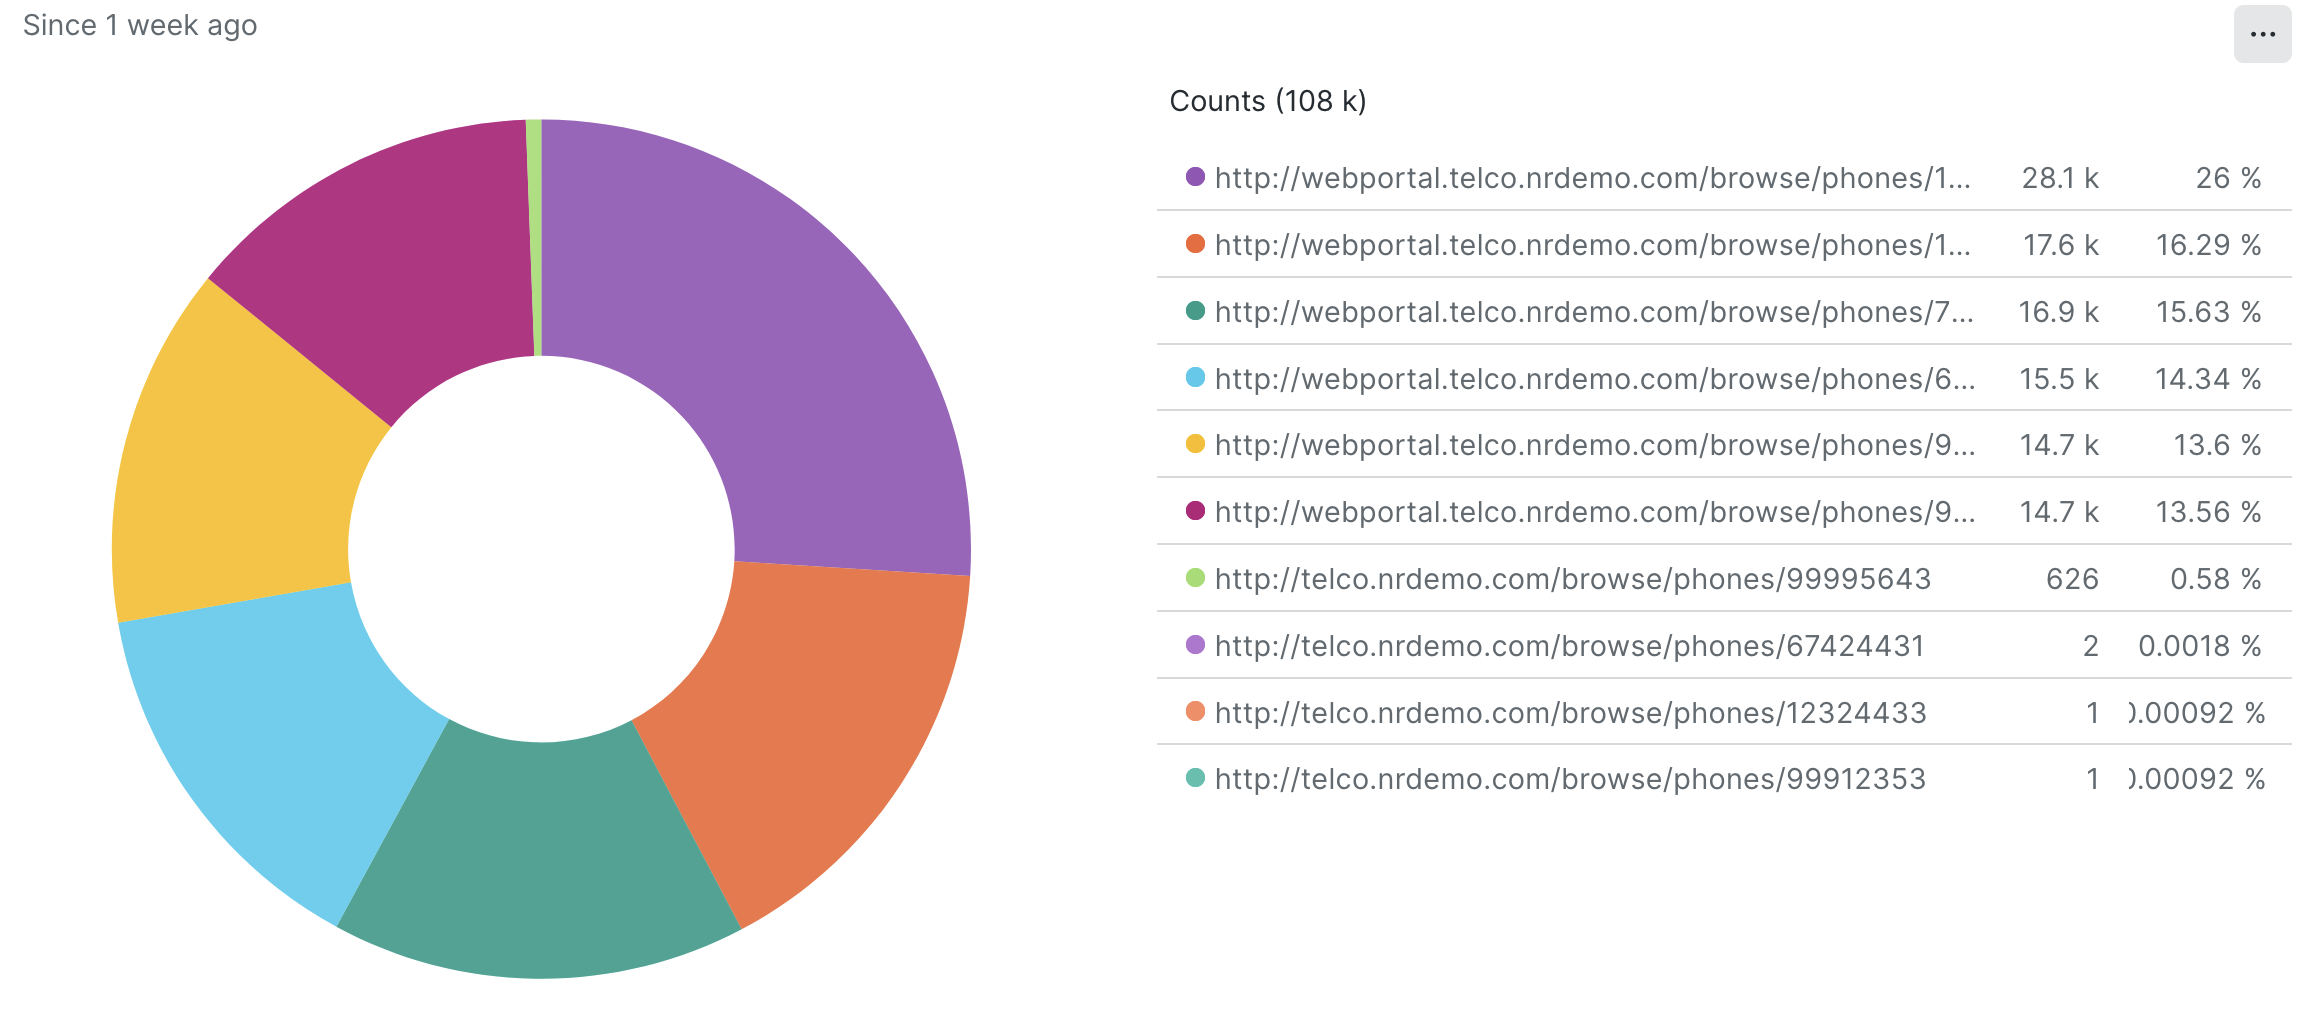 Since 1 week ago
...
Counts (108 k)
http://webportal.telco.nrdemo.com/browse/phones/1... 28.1 k 26 %
http://webportal.telco.nrdemo.com/browse/phones/1... 17.6 k 16.29 %
http://webportal.telco.nrdemo.com/browse/phones/7... 16.9 k 15.63 %
http://webportal.telco.nrdemo.com/browse/phones/6... 15.5 k 14.34 %
http://webportal.telco.nrdemo.com/browse/phones/9... 14.7 k 13.6 %
http://webportal.telco.nrdemo.com/browse/phones/9... 14.7 k 13.56 %
http://telco.nrdemo.com/browse/phones/99995643 626 0.58 %
http://telco.nrdemo.com/browse/phones/67424431 2 0.0018 %
http://telco.nrdemo.com/browse/phones/12324433 1 0.00092 %
http://telco.nrdemo.com/browse/phones/99912353 1 0.00092 %